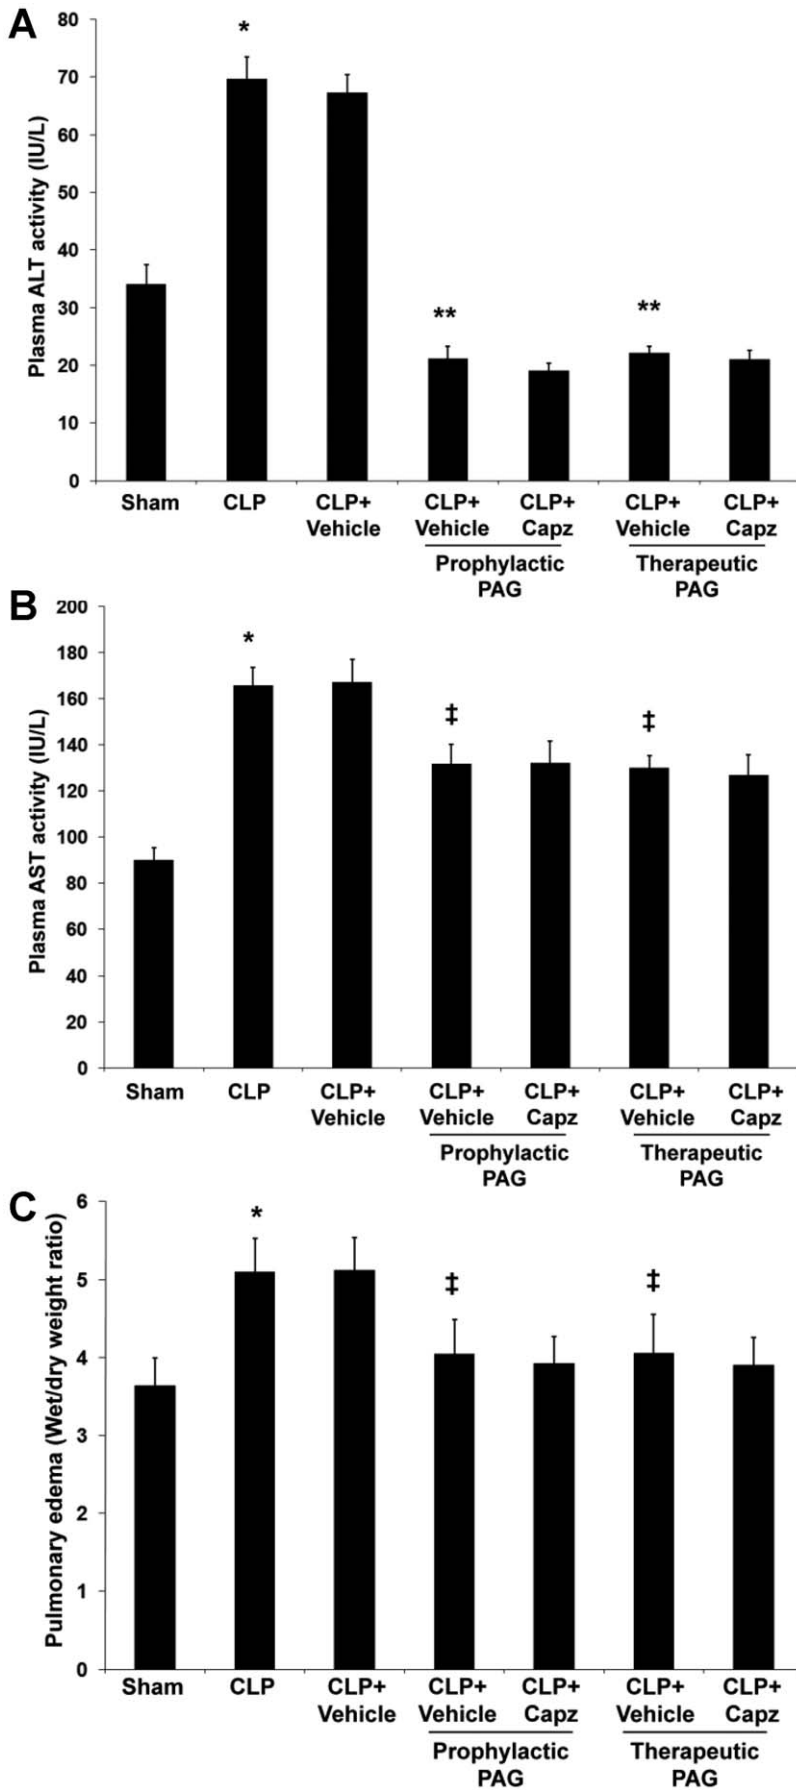 A
Plasma ALT activity (IU/L)
80
70
60
50
40
30
20
10
0
*
**
**
Sham CLP CLP+ CLP+ CLP+ CLP+ CLP+
Vehicle Vehicle Capz Vehicle Capz
Prophylactic Therapeutic
PAG PAG
B
Plasma AST activity (IU/L)
200
180
160
140
120
100
80
60
40
20
0
*
‡
‡
Sham CLP CLP+ CLP+ CLP+ CLP+ CLP+
Vehicle Vehicle Capz Vehicle Capz
Prophylactic Therapeutic
PAG PAG
C
Pulmonary edema (Wet/dry weight ratio)
6
5
4
3
2
1
0
*
‡
‡
Sham CLP CLP+ CLP+ CLP+ CLP+ CLP+
Vehicle Vehicle Capz Vehicle Capz
Prophylactic Therapeutic
PAG PAG